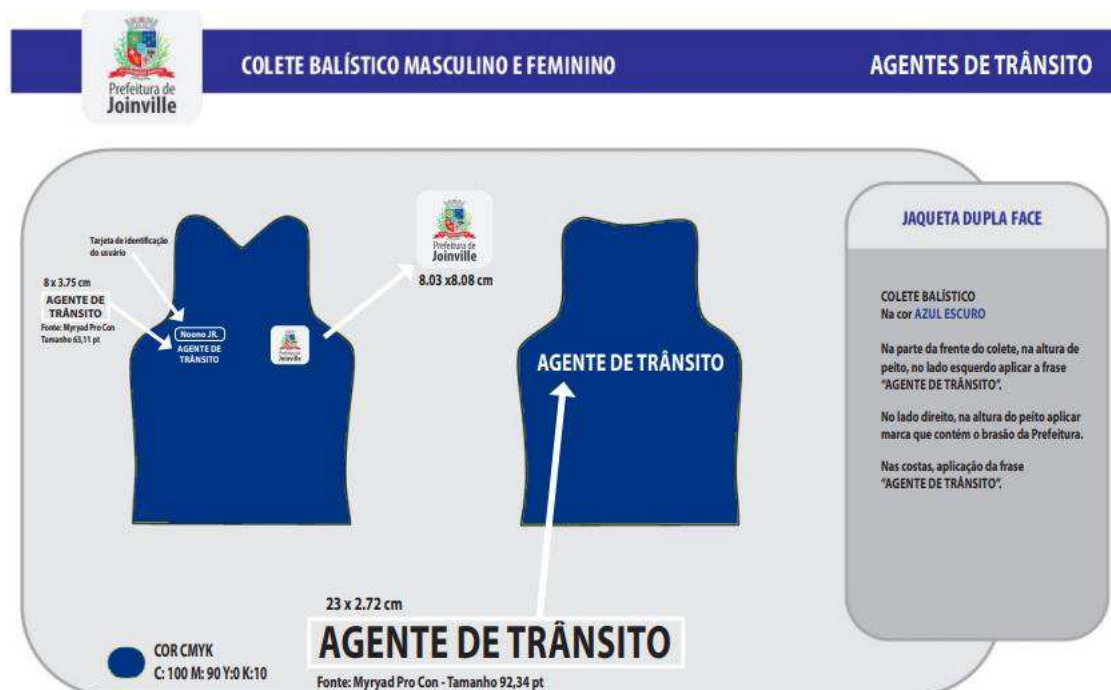 Prefeitura de
Joinville
COLETE BALÍSTICO MASCULINO E FEMININO
AGENTES DE TRÂNSITO
Tarjeta de identificação
do usuário
8 x 3.75 cm
AGENTE DE
TRÂNSITO
Fonte: Myryad Pro Con
Tamanho 63,11 pt
Noono JR.
AGENTE DE
TRÂNSITO
Prefeitura de
Joinville
Prefeitura de
Joinville
8.03 x8.08 cm
AGENTE DE TRÂNSITO
23 x 2.72 cm
AGENTE DE TRÂNSITO
Fonte: Myryad Pro Con - Tamanho 92,34 pt
COR CMYK
C: 100 M: 90 Y:0 K:10
JAQUETA DUPLA FACE
COLETE BALÍSTICO
Na cor AZUL ESCURO
Na parte da frente do colete, na altura de
peito, no lado esquerdo aplicar a frase
"AGENTE DE TRÂNSITO".
No lado direito, na altura do peito aplicar
marca que contém o brasão da Prefeitura.
Nas costas, aplicação da frase
"AGENTE DE TRÂNSITO".